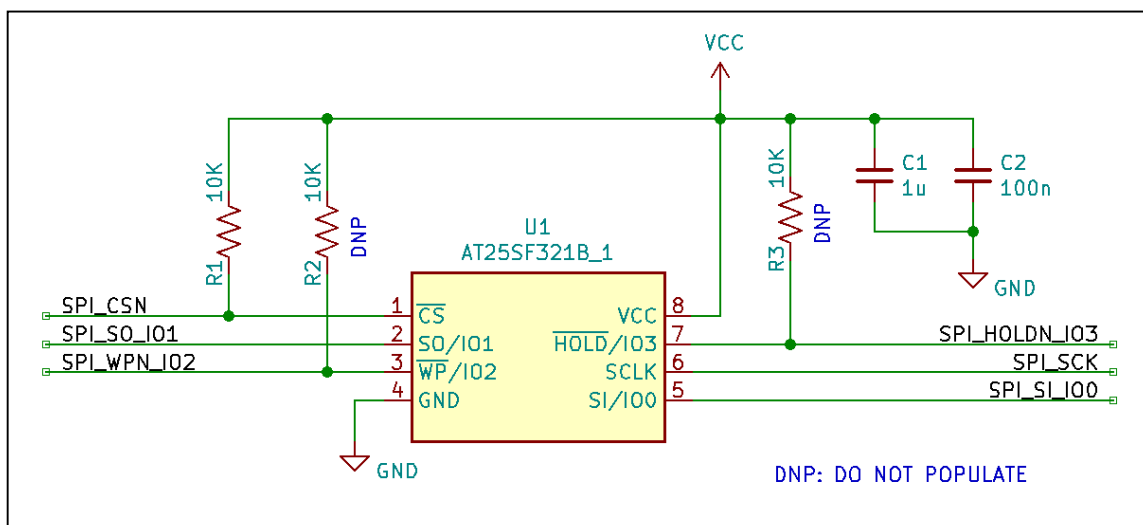 VCC
10K
R1
10K
R2
DNP
10K
R3
DNP
C1
1u
C2
100n
GND
U1
AT25SF321B_1
SPI_CSN
SPI_SO_IO1
SPI_WPN_IO2
1
2
3
4
CS
SO/IO1
WP/IO2
GND
VCC
HOLD/IO3
SCLK
SI/IO0
8
7
6
5
SPI_HOLDN_IO3
SPI_SCK
SPI_SI_IO0
GND
DNP: DO NOT POPULATE